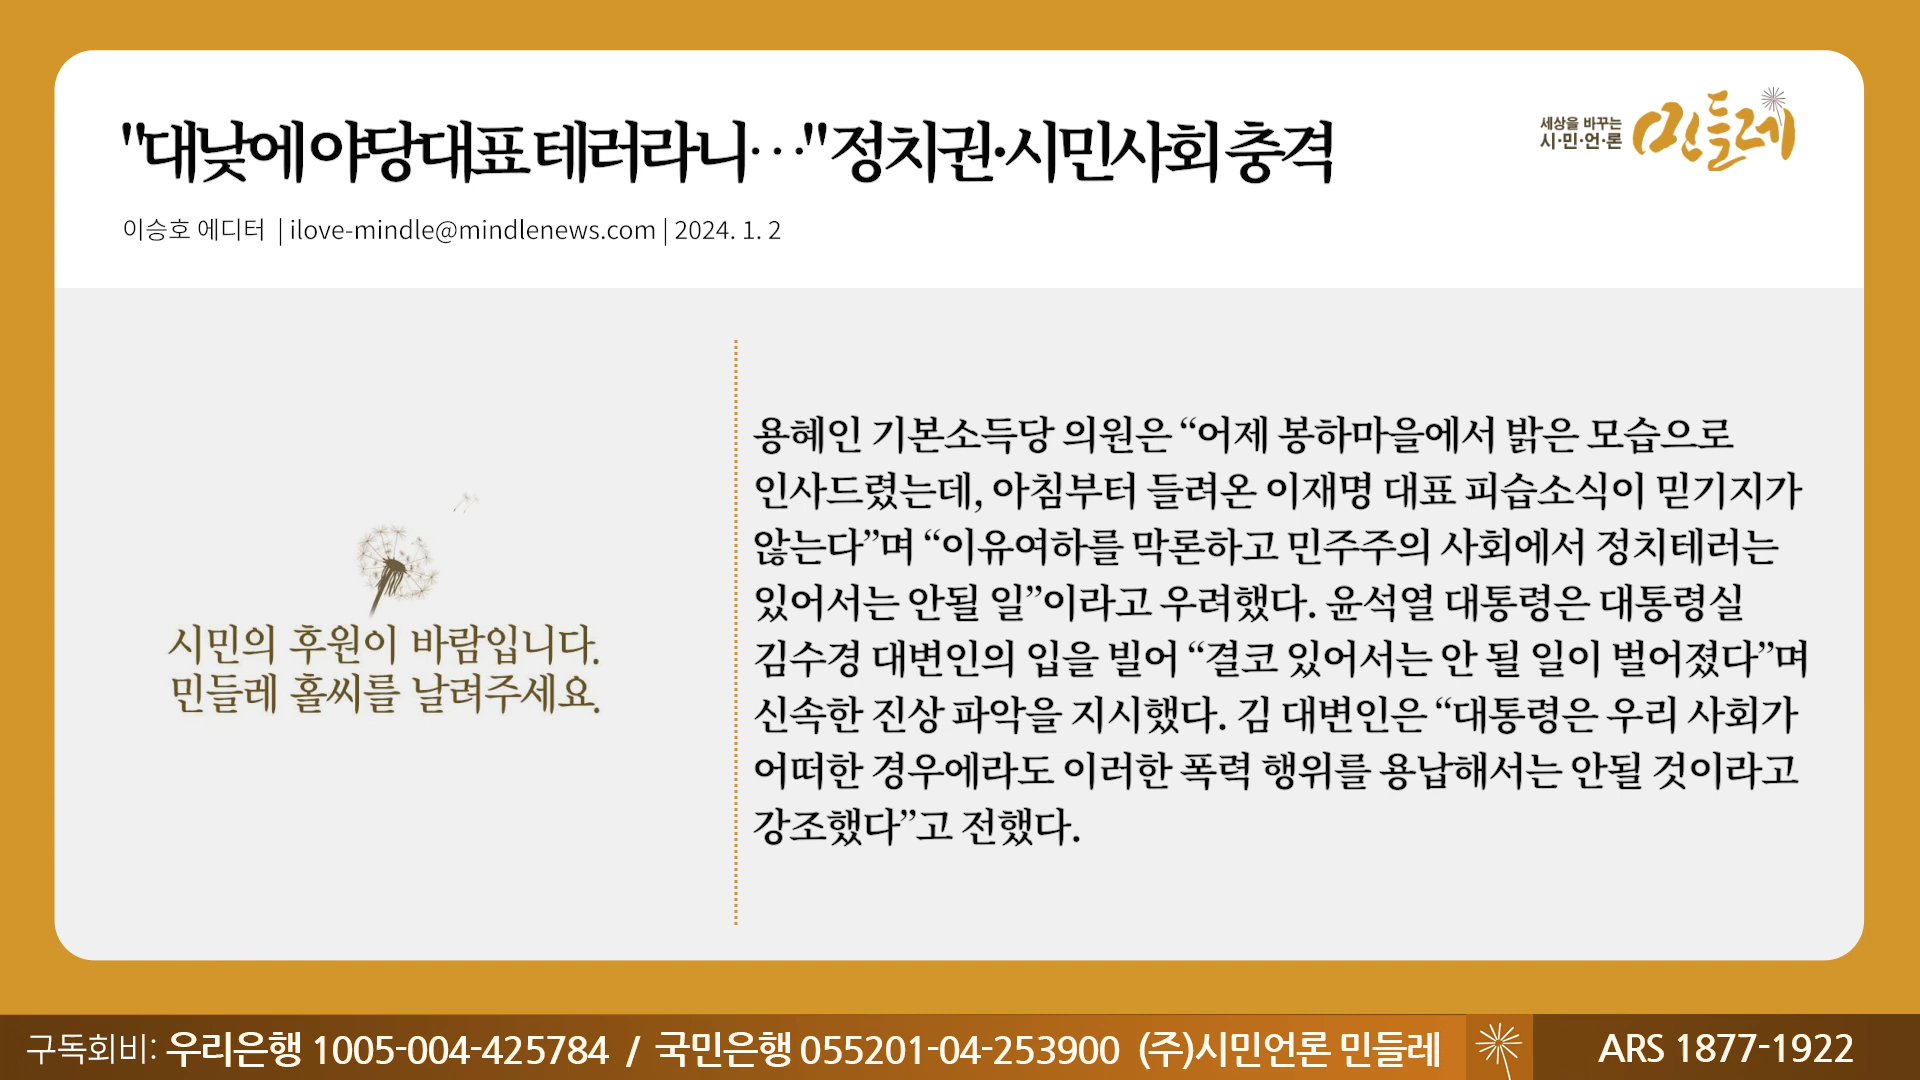 "대낮에 야당대표 테러라니…" 정치권·시민사회 충격
세상을 바꾸는
시·민·언·론
민들레
이승호 에디터 | ilove-mindle@mindlenews.com | 2024. 1. 2
시민의 후원이 바람입니다.
민들레 홀씨를 날려주세요.
용혜인 기본소득당 의원은 “어제 봉하마을에서 밝은 모습으로
인사드렸는데, 아침부터 들려온 이재명 대표 피습소식이 믿기지가
않는다”며 “이유여하를 막론하고 민주주의 사회에서 정치테러는
있어서는 안될 일”이라고 우려했다. 윤석열 대통령은 대통령실
김수경 대변인의 입을 빌어 “결코 있어서는 안 될 일이 벌어졌다”며
신속한 진상 파악을 지시했다. 김 대변인은 “대통령은 우리 사회가
어떠한 경우에라도 이러한 폭력 행위를 용납해서는 안될 것이라고
강조했다”고 전했다.
구독회비: 우리은행 1005-004-425784 / 국민은행 055201-04-253900 (주)시민언론 민들레
ARS 1877-1922